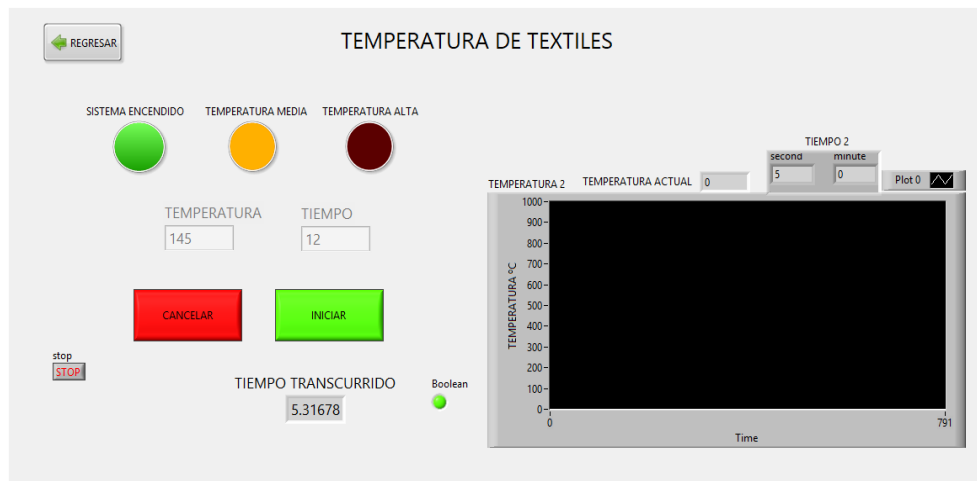 REGRESAR
TEMPERATURA DE TEXTILES
SISTEMA ENCENDIDO
TEMPERATURA MEDIA
TEMPERATURA ALTA
TEMPERATURA
TIEMPO
145
12
CANCELAR
INICIAR
stop
STOP
TIEMPO TRANSCURRIDO
5.31678
Boolean
TIEMPO 2
second
minute
5
0
TEMPERATURA 2
TEMPERATURA ACTUAL
0
Plot 0
TEMPERATURA ºC
1000
900
800
700
600
500
400
300
200
100
0
0
791
Time